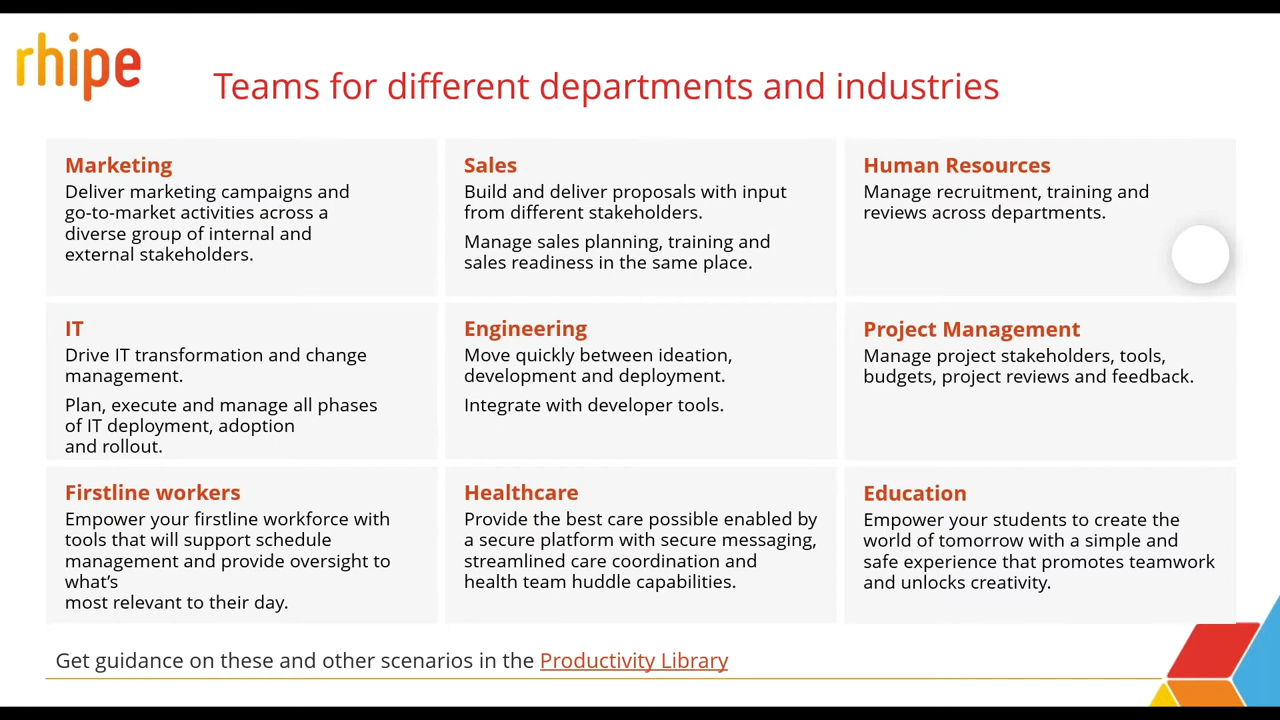 rhipe
Teams for different departments and industries
Marketing
Deliver marketing campaigns and
go-to-market activities across a
diverse group of internal and
external stakeholders.
Sales
Build and deliver proposals with input
from different stakeholders.
Manage sales planning, training and
sales readiness in the same place.
Human Resources
Manage recruitment, training and
reviews across departments.
IT
Drive IT transformation and change
management.
Plan, execute and manage all phases
of IT deployment, adoption
and rollout.
Engineering
Move quickly between ideation,
development and deployment.
Integrate with developer tools.
Project Management
Manage project stakeholders, tools,
budgets, project reviews and feedback.
Firstline workers
Empower your firstline workforce with
tools that will support schedule
management and provide oversight to
what’s
most relevant to their day.
Healthcare
Provide the best care possible enabled by
a secure platform with secure messaging,
streamlined care coordination and
health team huddle capabilities.
Education
Empower your students to create the
world of tomorrow with a simple and
safe experience that promotes teamwork
and unlocks creativity.
Get guidance on these and other scenarios in the Productivity Library